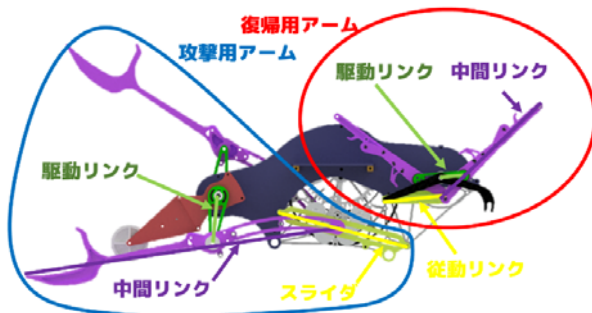 復帰用アーム
攻撃用アーム
駆動リンク
中間リンク
駆動リンク
中間リンク
スライダ
従動リンク